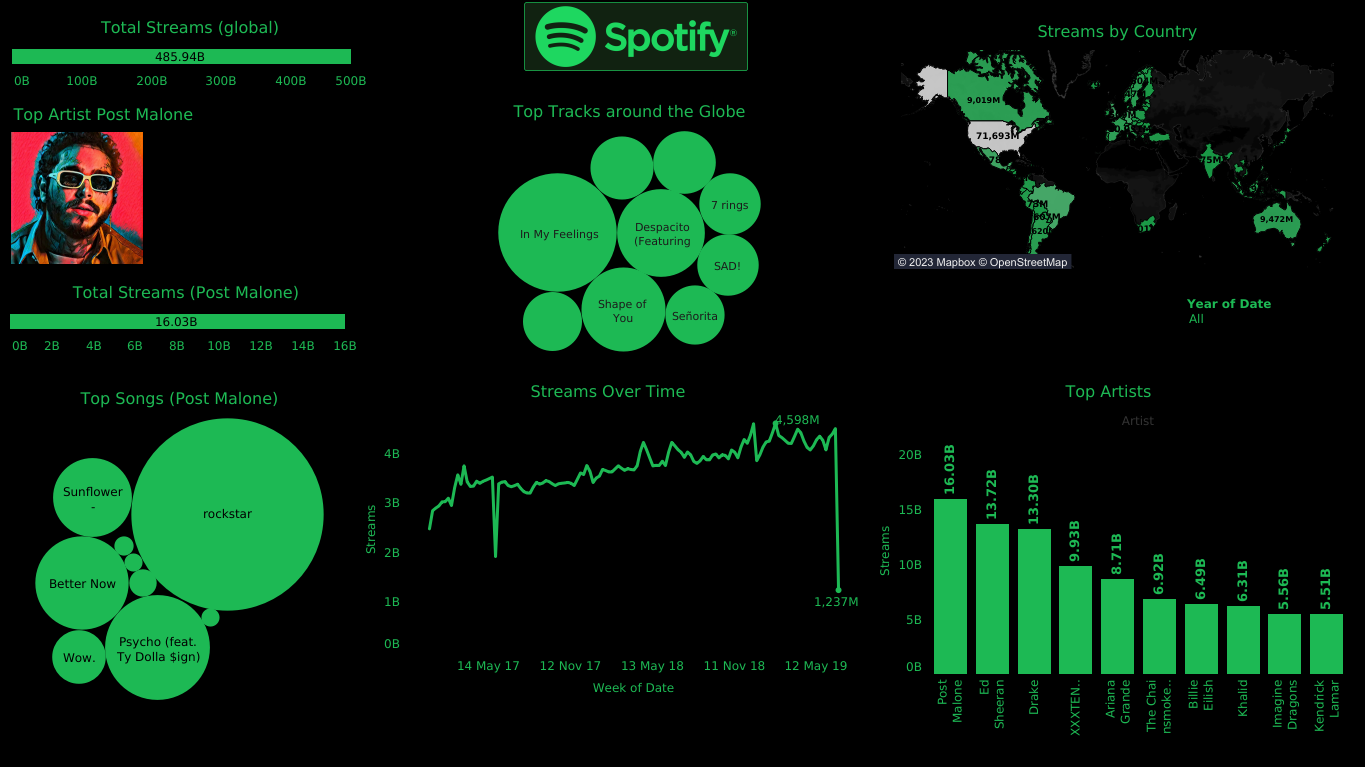 Total Streams (global)
485.94B
0B 100B 200B 300B 400B 500B
Top Artist Post Malone
Total Streams (Post Malone)
16.03B
0B 2B 4B 6B 8B 10B 12B 14B 16B
Top Songs (Post Malone)
Sunflower
-
rockstar
Better Now
Psycho (feat.
Ty Dolla $ign)
Wow.
Spotify®
Top Tracks around the Globe
7 rings
In My Feelings
Despacito
(Featuring
SAD!
Shape of
You
Señorita
Streams Over Time
4,598M
4B
3B
2B
1B
0B
Streams
1,237M
14 May 17 12 Nov 17 13 May 18 11 Nov 18 12 May 19
Week of Date
Streams by Country
9,019M
71,693M
9,472M
© 2023 Mapbox © OpenStreetMap
Year of Date
All
Top Artists
Artist
20B
15B
10B
5B
0B
Streams
16.03B
13.72B
13.30B
9.93B
8.71B
6.92B
6.49B
6.31B
5.56B
5.51B
Post
Malone
Ed
Sheeran
Drake
XXXTEN..
Ariana
Grande
The Chai
nsmoke..
Billie
Eilish
Khalid
Imagine
Dragons
Kendrick
Lamar